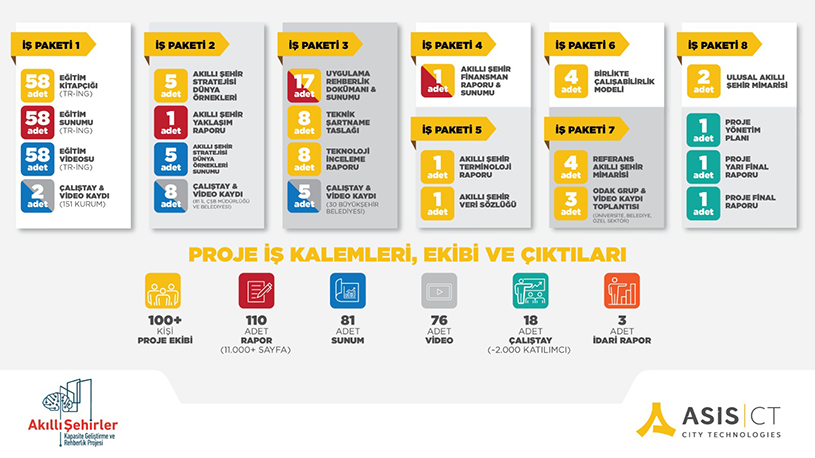 İŞ PAKETİ 1
58 adet
EĞİTİM
KİTAPÇIĞI
(TR-İNG)
58 adet
EĞİTİM
SUNUMU
(TR-İNG)
58 adet
EĞİTİM
VİDEOSU
(TR-İNG)
2 adet
ÇALIŞTAY &
VİDEO KAYDI
(151 KURUM)
İŞ PAKETİ 2
5 adet
AKILLI ŞEHİR
STRATEJİSİ
DÜNYA
ÖRNEKLERİ
1 adet
AKILLI ŞEHİR
YAKLAŞIM
RAPORU
5 adet
AKILLI ŞEHİR
STRATEJİSİ
DÜNYA
ÖRNEKLERİ
SUNUMU
8 adet
ÇALIŞTAY &
VİDEO KAYDI
(81 İL ÇŞB MÜDÜRLÜĞÜ
VE BELEDİYESİ)
İŞ PAKETİ 3
17 adet
UYGULAMA
REHBERLİK
DOKÜMANI &
SUNUMU
8 adet
TEKNİK
ŞARTNAME
TASLAĞI
8 adet
TEKNOLOJİ
İNCELEME
RAPORU
5 adet
ÇALIŞTAY &
VİDEO KAYDI
(30 BÜYÜKŞEHİR
BELEDİYESİ)
İŞ PAKETİ 4
1 adet
AKILLI ŞEHİR
FİNANSMAN
RAPORU &
SUNUMU
İŞ PAKETİ 5
1 adet
AKILLI ŞEHİR
TERMİNOLOJİ
RAPORU
1 adet
AKILLI ŞEHİR
VERİ SÖZLÜĞÜ
İŞ PAKETİ 6
4 adet
BİRLİKTE
ÇALIŞABİLİRLİK
MODELİ
İŞ PAKETİ 7
4 adet
REFERANS
AKILLI ŞEHİR
MİMARİSİ
3 adet
ODAK GRUP &
VİDEO KAYDI
TOPLANTISI
(ÜNİVERSİTE, BELEDİYE,
ÖZEL SEKTÖR)
İŞ PAKETİ 8
2 adet
ULUSAL AKILLI
ŞEHİR MİMARİSİ
1 adet
PROJE
YÖNETİM
PLANI
1 adet
PROJE
YARI FİNAL
RAPORU
1 adet
PROJE FİNAL
RAPORU
PROJE İŞ KALEMLERİ, EKİBİ VE ÇIKTILARI
100+
KİŞİ
PROJE EKİBİ
110
ADET
RAPOR
(11.000+ SAYFA)
81
ADET
SUNUM
76
ADET
VİDEO
18
ADET
ÇALIŞTAY
(~2.000 KATILIMCI)
3
ADET
İDARİ RAPOR
Akıllı Şehirler
Kapasite Geliştirme ve
Rehberlik Projesi
ASIS CT
CITY TECHNOLOGIES